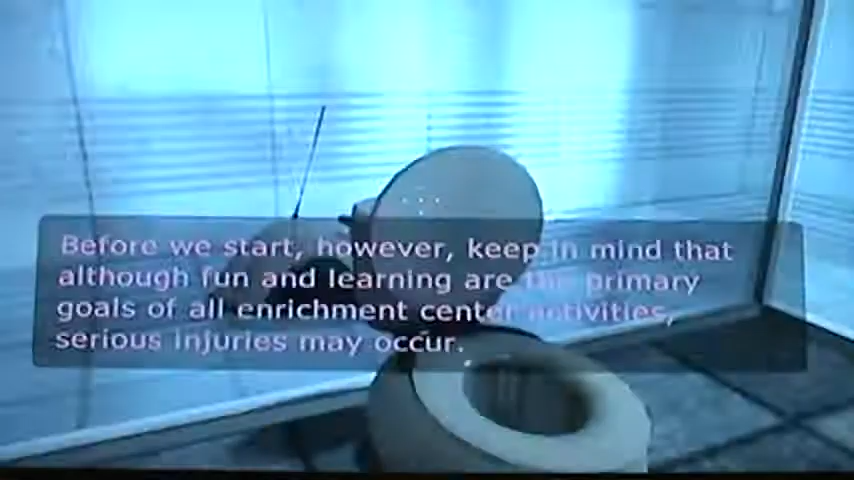 Before we start, however, keep in mind that
although fun and learning are the primary
goals of all enrichment center activities,
serious injuries may occur.